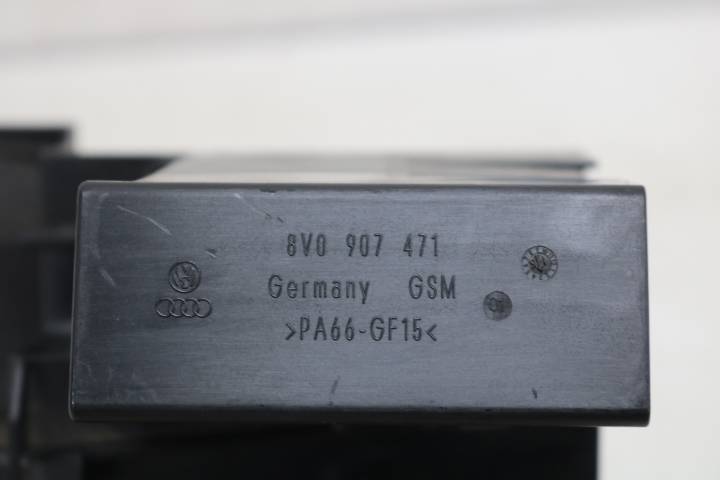 8V0 907 471
Germany GSM
>PA66-GF15<